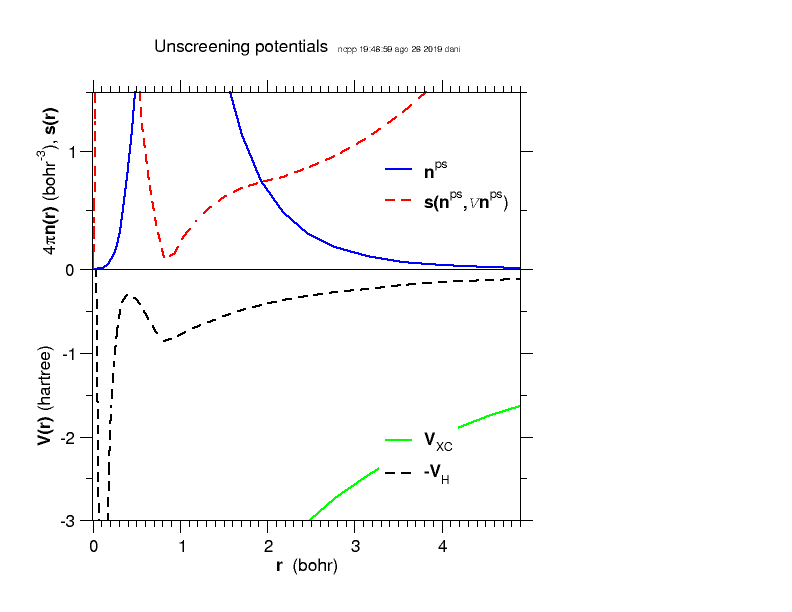 Unscreening potentials ncpp 19:46:59 ago 26 2019 dani
4πn(r) (bohr-3), s(r)
1
0
nps
s(nps,∇nps)
V(r) (hartree)
-1
-2
-3
VXC
-VH
0 1 2 3 4
r (bohr)